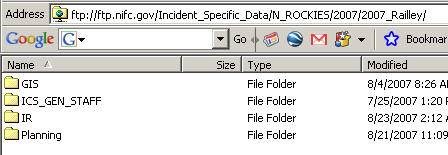 Address ftp://ftp.nifc.gov/Incident_Specific_Data/N_ROCKIES/2007/2007_Railley/
Google G Go Bookmar
Name Size Type Modified
GIS File Folder 8/4/2007 8:26 AM
ICS_GEN_STAFF File Folder 7/25/2007 1:20 P
IR File Folder 8/23/2007 2:12 A
Planning File Folder 8/21/2007 11:09